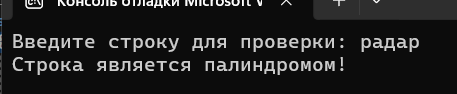 Консоль отладки Microsoft V
Введите строку для проверки: радар
Строка является палиндромом!